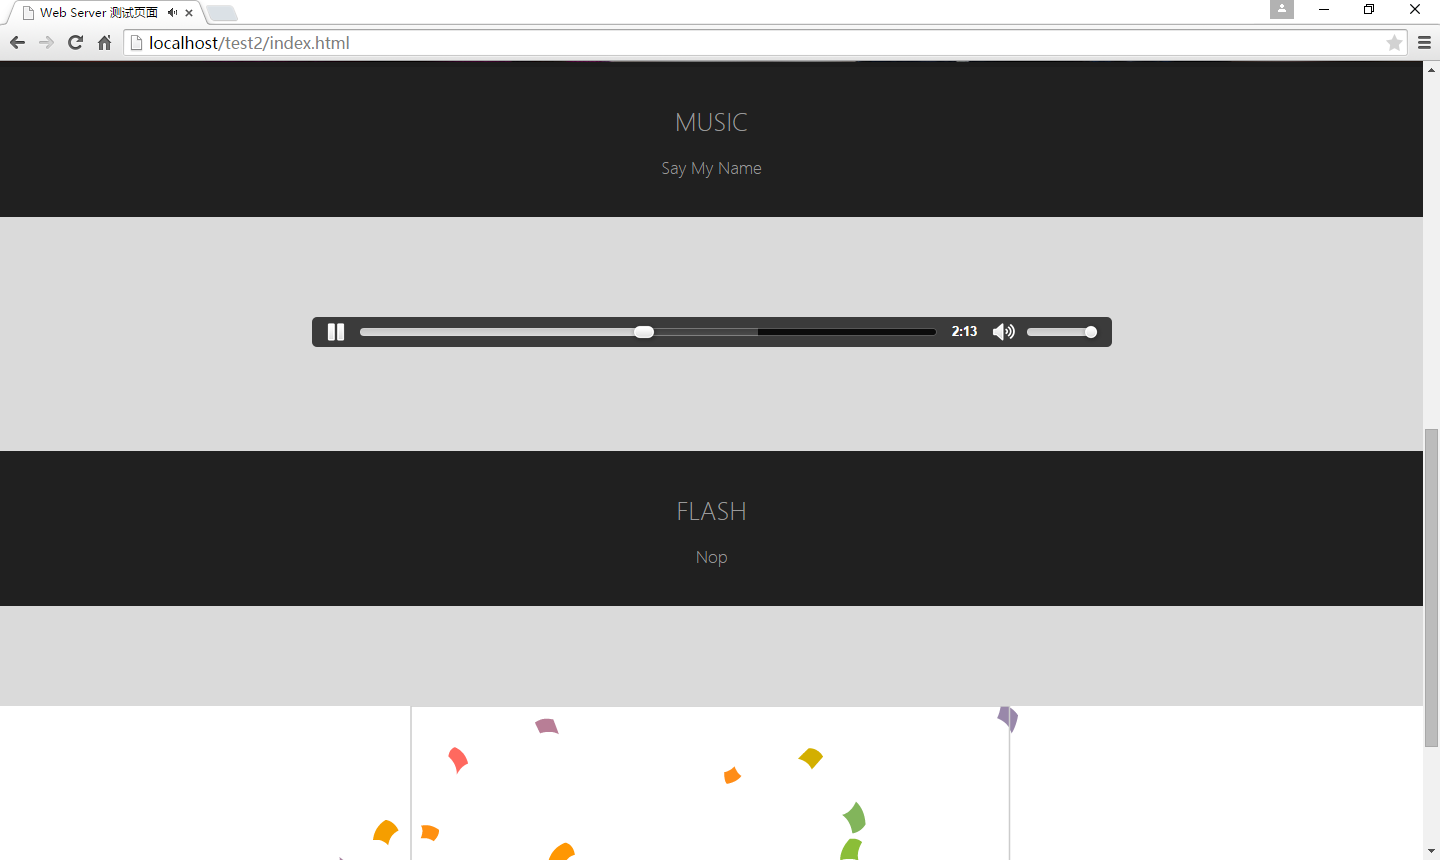 Web Server 测试页面
localhost/test2/index.html
MUSIC
Say My Name
2:13
FLASH
Nop